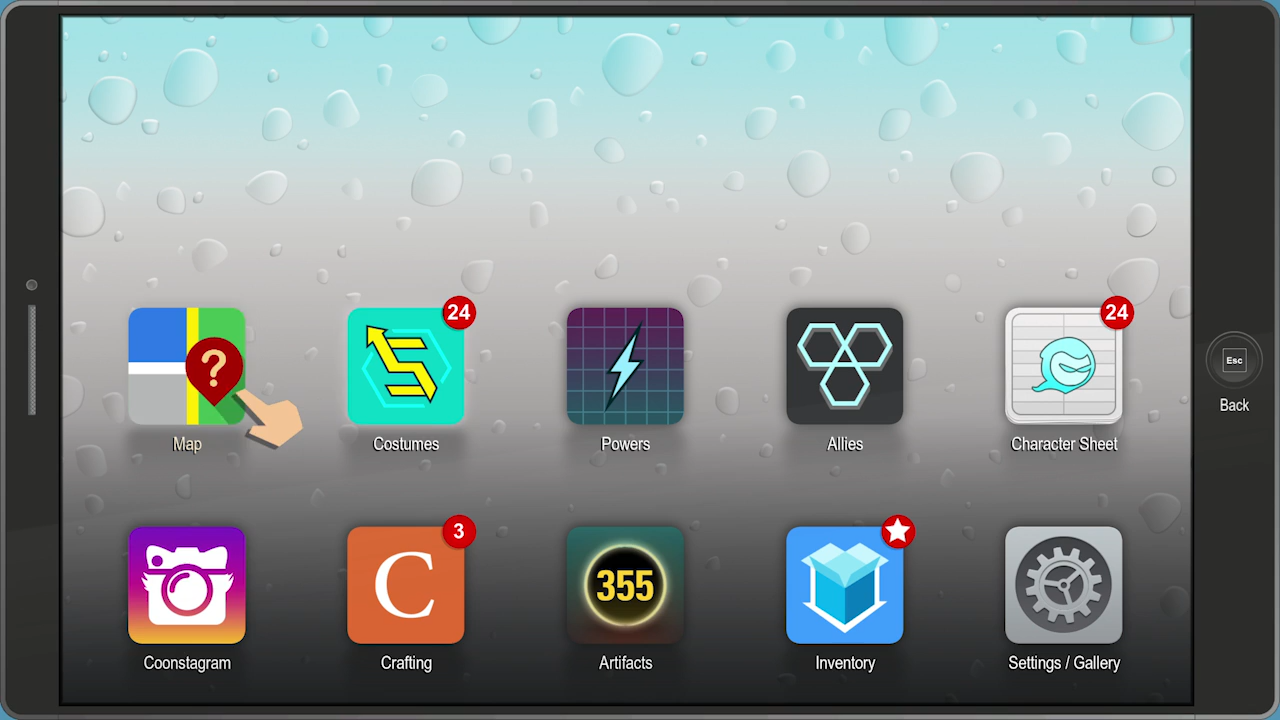 24
24
?
Esc
Back
Map
Costumes
Powers
Allies
Character Sheet
3
C
355
Coonstagram
Crafting
Artifacts
Inventory
Settings / Gallery